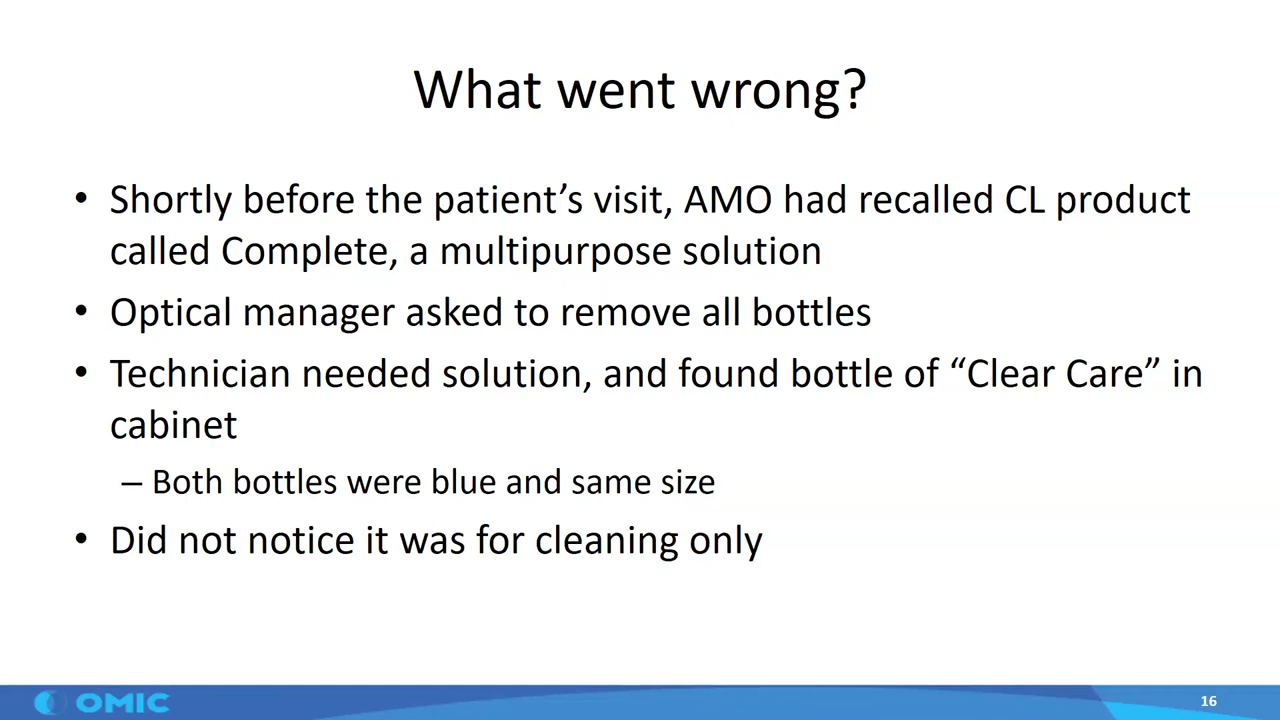 What went wrong?
• Shortly before the patient’s visit, AMO had recalled CL product
called Complete, a multipurpose solution
• Optical manager asked to remove all bottles
• Technician needed solution, and found bottle of “Clear Care” in
cabinet
– Both bottles were blue and same size
• Did not notice it was for cleaning only
OMIC
16